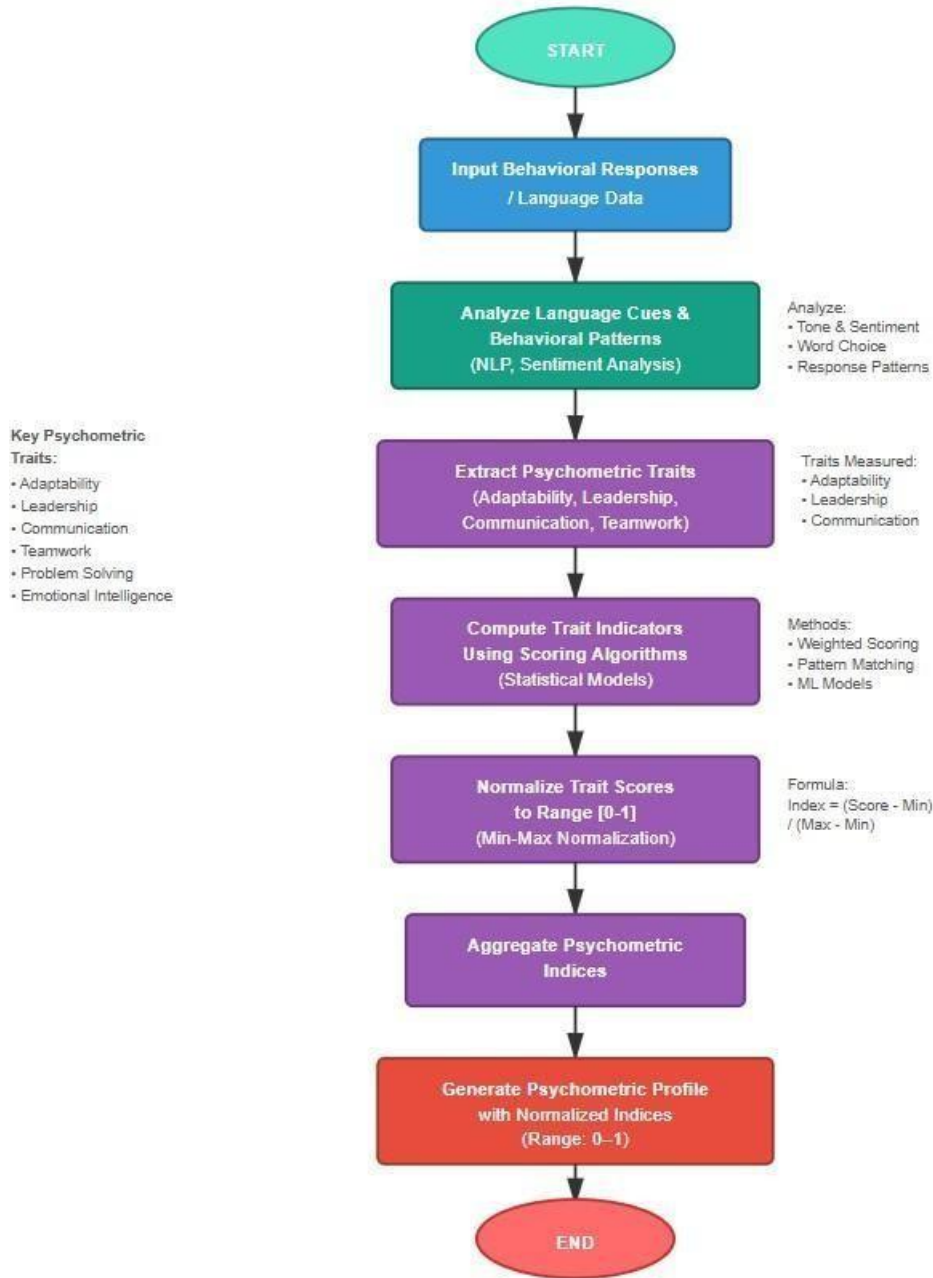 START
Input Behavioral Responses
/ Language Data
Analyze Language Cues &
Behavioral Patterns
(NLP, Sentiment Analysis)
Analyze:
• Tone & Sentiment
• Word Choice
• Response Patterns
Key Psychometric
Traits:
• Adaptability
• Leadership
• Communication
• Teamwork
• Problem Solving
• Emotional Intelligence
Extract Psychometric Traits
(Adaptability, Leadership,
Communication, Teamwork)
Traits Measured:
• Adaptability
• Leadership
• Communication
Compute Trait Indicators
Using Scoring Algorithms
(Statistical Models)
Methods:
• Weighted Scoring
• Pattern Matching
• ML Models
Normalize Trait Scores
to Range [0-1]
(Min-Max Normalization)
Formula:
Index = (Score - Min)
/ (Max - Min)
Aggregate Psychometric
Indices
Generate Psychometric Profile
with Normalized Indices
(Range: 0–1)
END